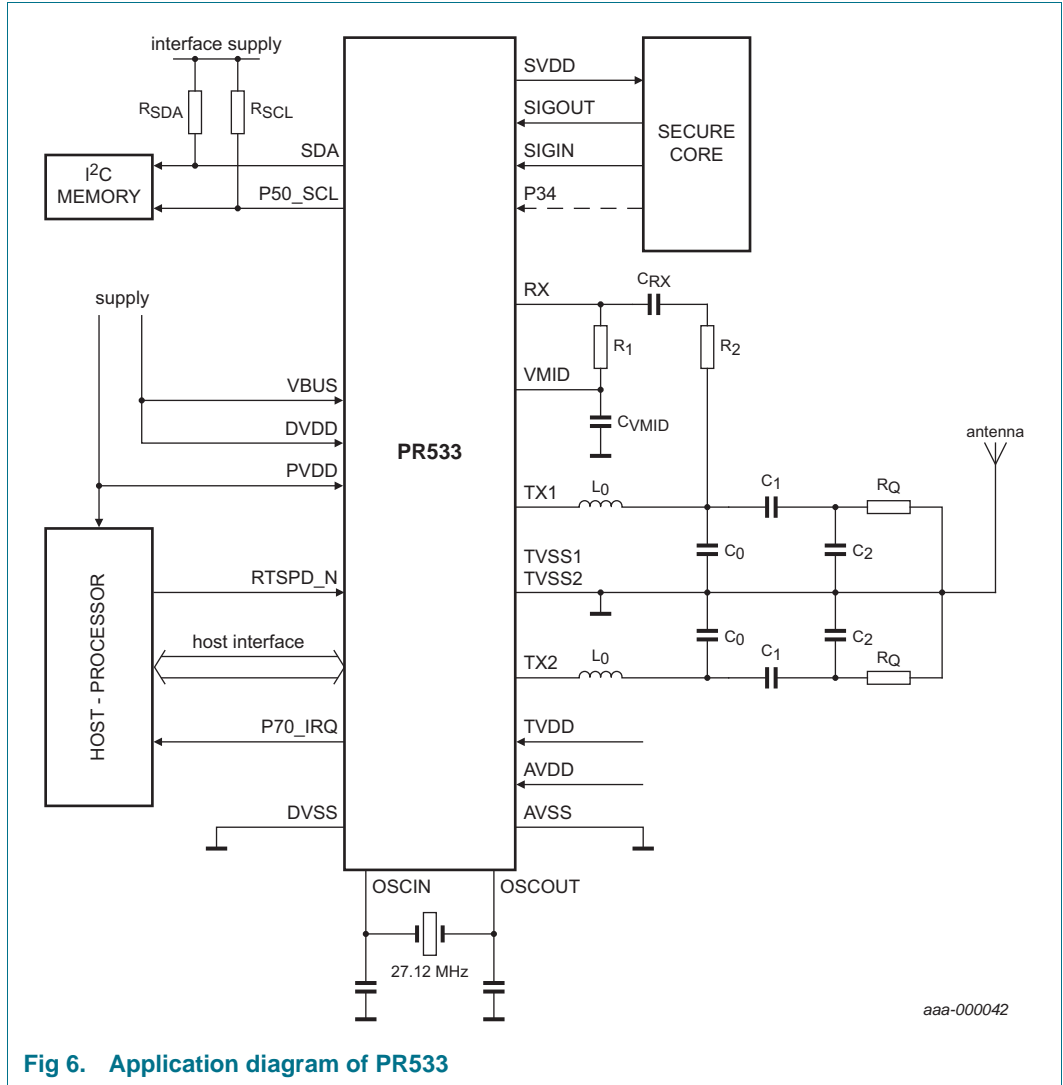 interface supply
RSDA
RSCL
SDA
I2C
MEMORY
P50_SCL
SVDD
SIGOUT
SIGIN
P34
SECURE
CORE
supply
VBUS
DVDD
PVDD
PR533
RX
CRX
R1
R2
VMID
CVMID
antenna
TX1
L0
C1
RQ
C0
C2
TVSS1
TVSS2
C0
C2
TX2
L0
C1
RQ
HOST - PROCESSOR
RTSPD_N
host interface
P70_IRQ
TVDD
AVDD
DVSS
AVSS
OSCIN
OSCOUT
27.12 MHz
aaa-000042
Fig 6. Application diagram of PR533